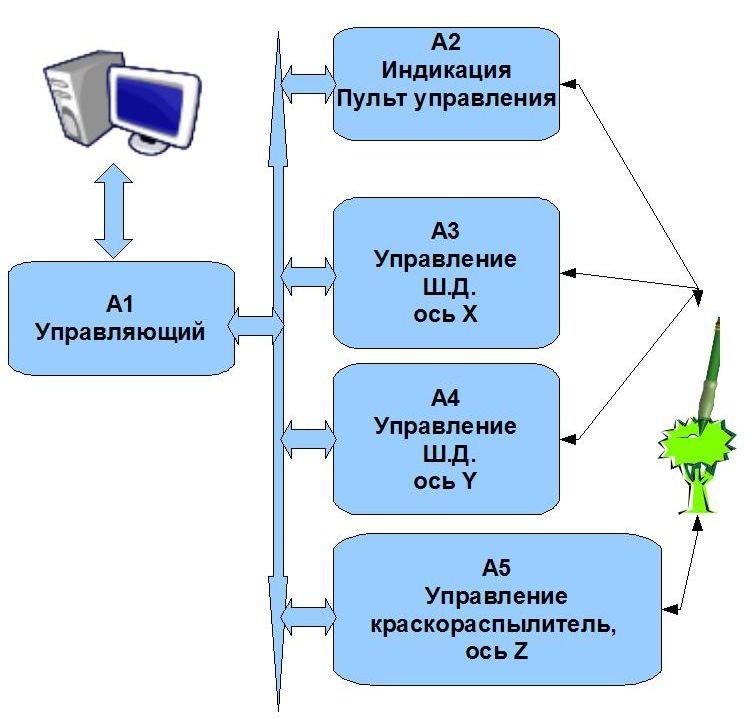 A2
Индикация
Пульт управления
A3
Управление
Ш.Д.
ось X
A1
Управляющий
A4
Управление
Ш.Д.
ось Y
A5
Управление
краскораспылитель,
ось Z